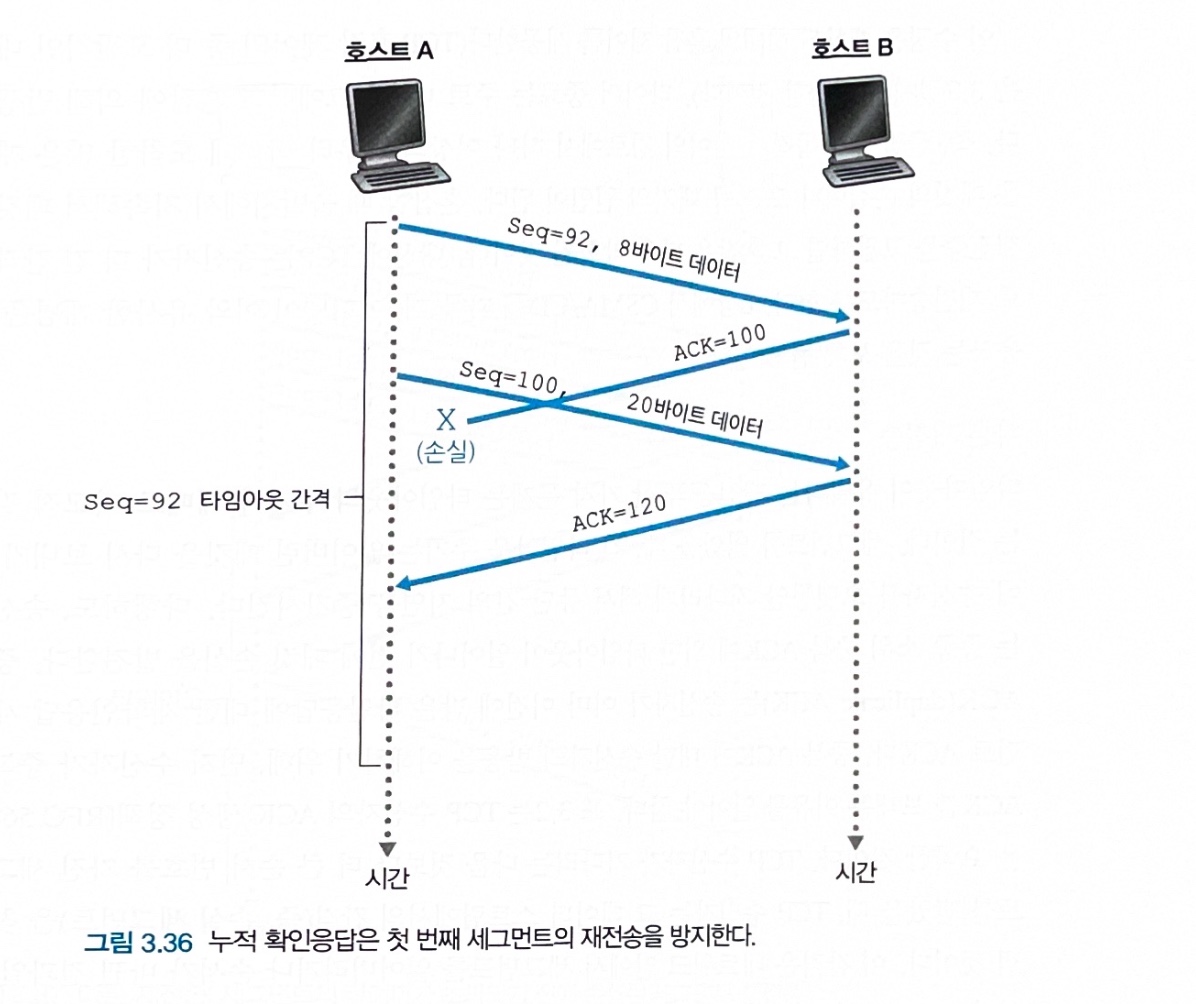 호스트 A
호스트 B
Seq=92, 8바이트 데이터
ACK=100
Seq=100, 20바이트 데이터
X
(손실)
Seq=92 타임아웃 간격
ACK=120
시간
시간
그림 3.36 누적 확인응답은 첫 번째 세그먼트의 재전송을 방지한다.